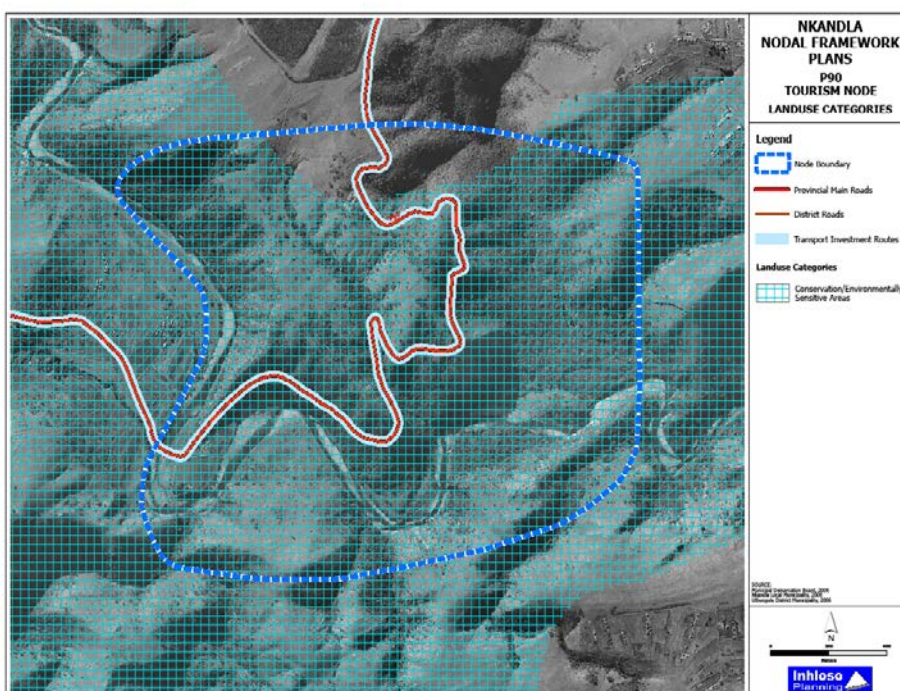 NKANDLA
NODAL FRAMEWORK
PLANS
P90
TOURISM NODE
LANDUSE CATEGORIES
Legend
Node Boundary
Provincial Main Roads
District Roads
Transport Investment Routes
Landuse Categories
Conservation/Environmentally
Sensitive Areas
SOURCE:
N
Inhloso
Planning